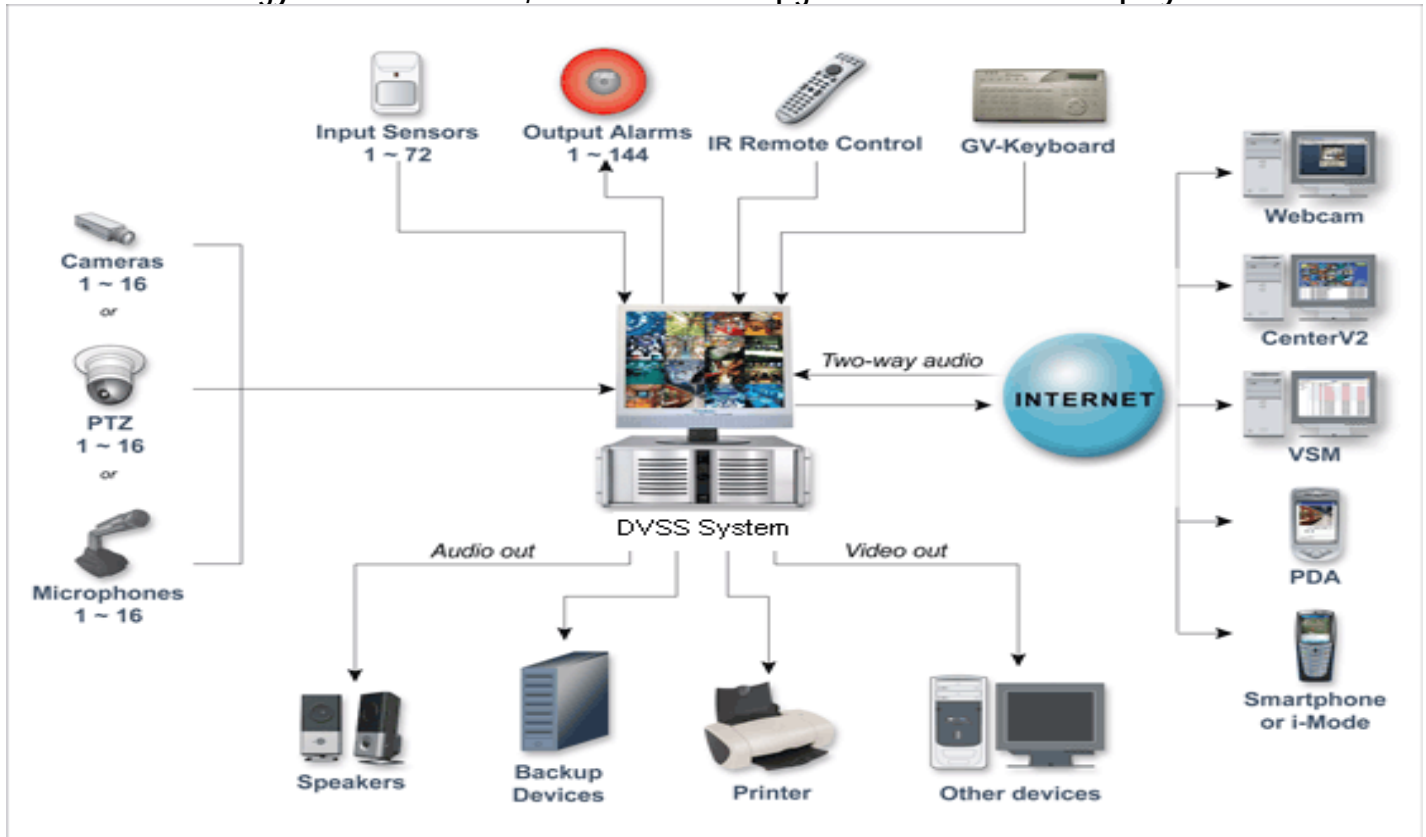 Input Sensors
1 ~ 72
Output Alarms
1 ~ 144
IR Remote Control
GV-Keyboard
Cameras
1 ~ 16
or
PTZ
1 ~ 16
or
Microphones
1 ~ 16
Two-way audio
INTERNET
DVSS System
Audio out
Video out
Webcam
CenterV2
VSM
PDA
Smartphone
or i-Mode
Speakers
Backup
Devices
Printer
Other devices